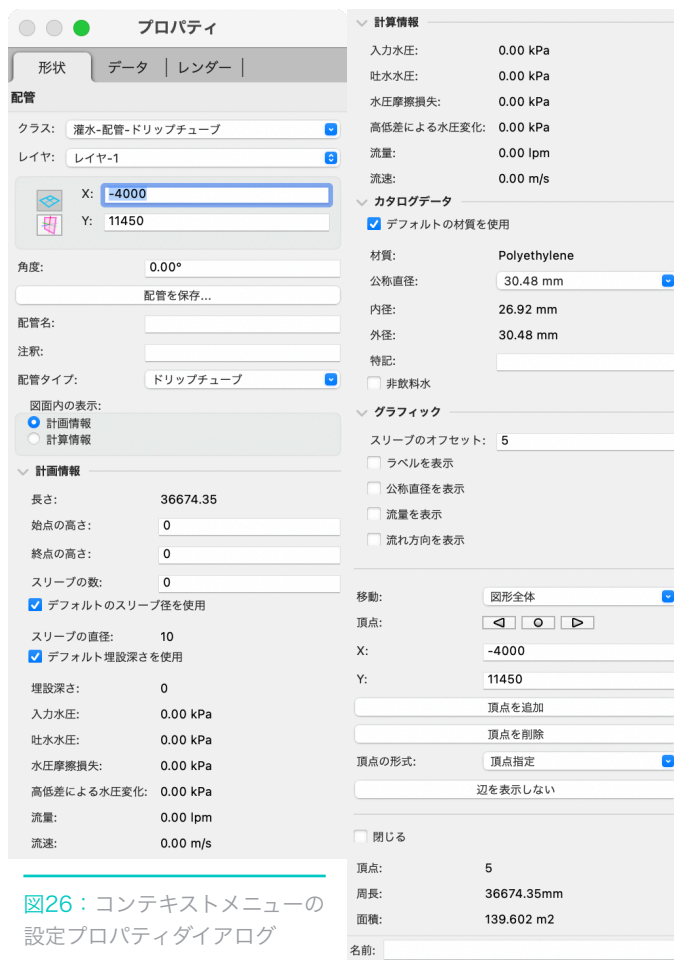 プロパティ
形状 データ レンダー
配管
クラス: 灌水-配管-ドリップチューブ
レイヤ: レイヤ-1
X: -4000
Y: 11450
角度: 0.00°
配管を保存...
配管名:
注釈:
配管タイプ: ドリップチューブ
図面内の表示:
計画情報
計算情報
計画情報
長さ: 36674.35
始点の高さ: 0
終点の高さ: 0
スリーブの数: 0
デフォルトのスリーブ径を使用
スリーブの直径: 10
デフォルト埋設深さを使用
埋設深さ: 0
入力水圧: 0.00 kPa
吐水水圧: 0.00 kPa
水圧摩擦損失: 0.00 kPa
高低差による水圧変化: 0.00 kPa
流量: 0.00 lpm
流速: 0.00 m/s
図26：コンテキストメニューの
設定プロパティダイアログ
計算情報
入力水圧: 0.00 kPa
吐水水圧: 0.00 kPa
水圧摩擦損失: 0.00 kPa
高低差による水圧変化: 0.00 kPa
流量: 0.00 lpm
流速: 0.00 m/s
カタログデータ
デフォルトの材質を使用
材質: Polyethylene
公称直径: 30.48 mm
内径: 26.92 mm
外径: 30.48 mm
特記:
非飲料水
グラフィック
スリーブのオフセット: 5
ラベルを表示
公称直径を表示
流量を表示
流れ方向を表示
移動: 図形全体
頂点:
X: -4000
Y: 11450
頂点を追加
頂点を削除
頂点の形式: 頂点指定
辺を表示しない
閉じる
頂点: 5
周長: 36674.35mm
面積: 139.602 m2
名前: